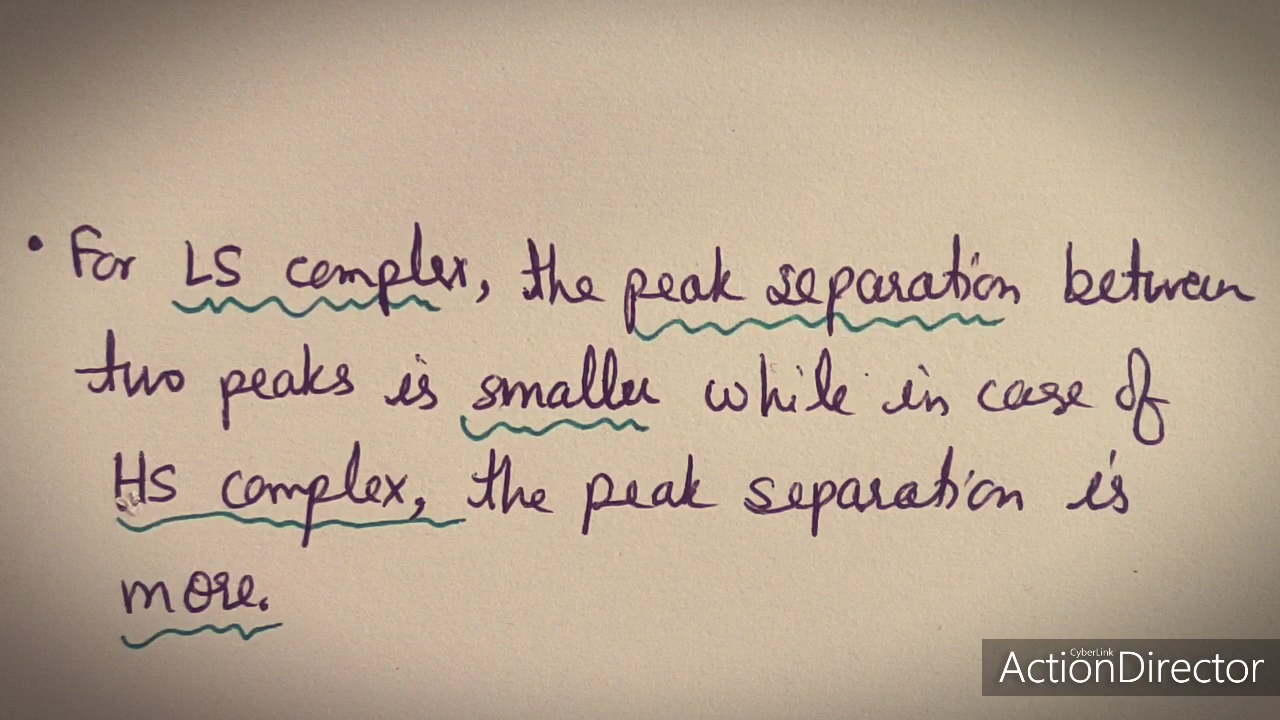 • For LS complex, the peak separation between
two peaks is smaller while in case of
HS complex, the peak separation is
more.
CyberLink
ActionDirector